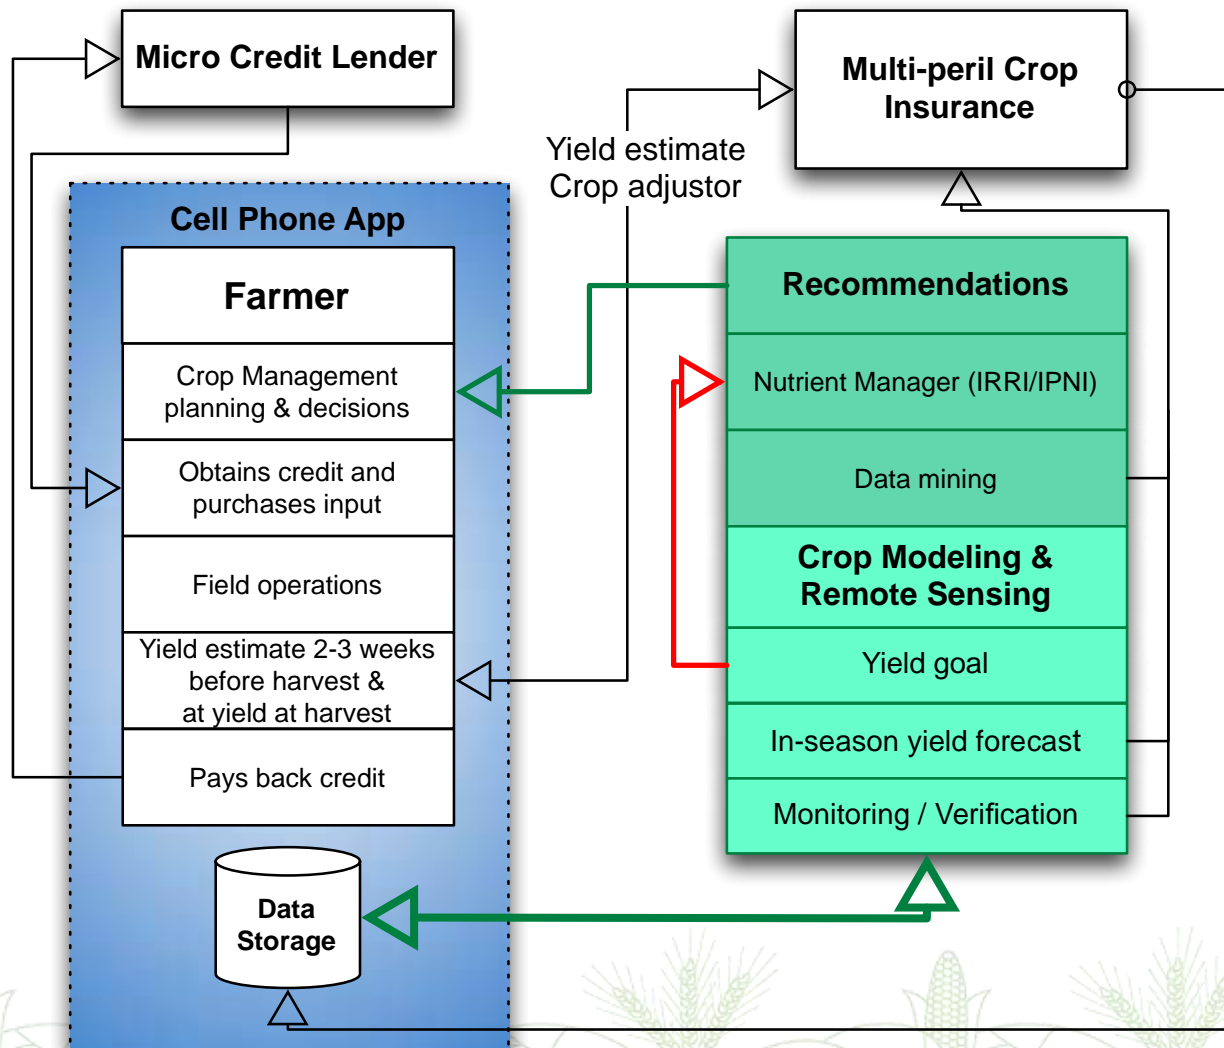 Micro Credit Lender
Multi-peril Crop
Insurance
Yield estimate
Crop adjustor
Cell Phone App
Farmer
Crop Management
planning & decisions
Obtains credit and
purchases input
Field operations
Yield estimate 2-3 weeks
before harvest &
at yield at harvest
Pays back credit
Data
Storage
Recommendations
Nutrient Manager (IRRI/IPNI)
Data mining
Crop Modeling &
Remote Sensing
Yield goal
In-season yield forecast
Monitoring / Verification